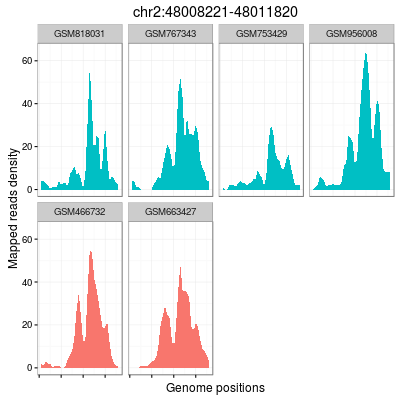 chr2:48008221-48011820
GSM818031 GSM767343 GSM753429 GSM956008
60
40
20
0
GSM466732 GSM663427
60
40
20
0
Mapped reads density
Genome positions